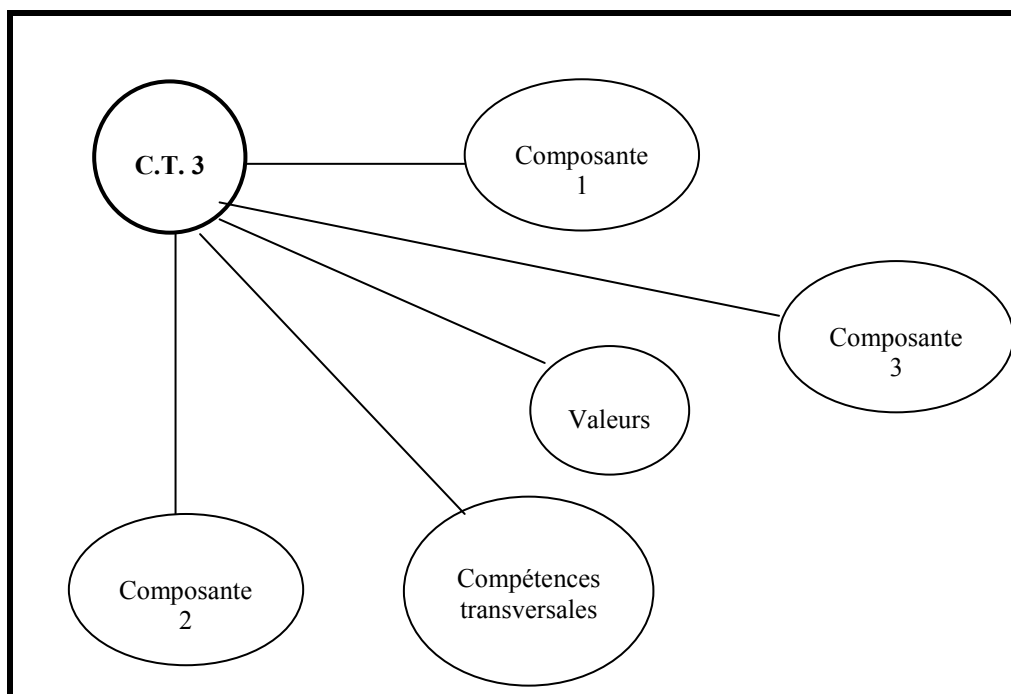 C.T. 3
Composante
1
Composante
3
Valeurs
Composante
2
Compétences
transversales